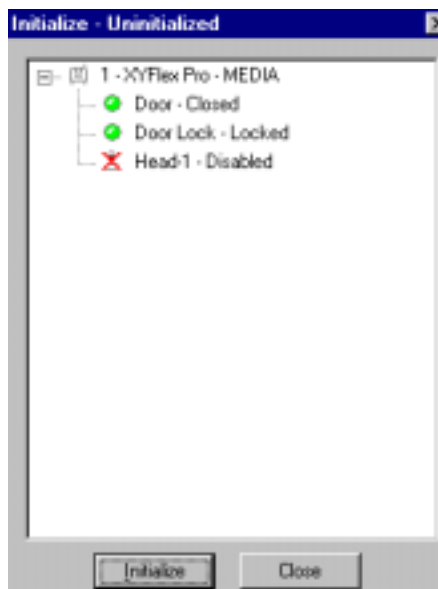 Initialize - Uninitialized
1 - XYFlex Pro - MEDIA
Door - Closed
Door Lock - Locked
Head-1 - Disabled
Initialize
Close